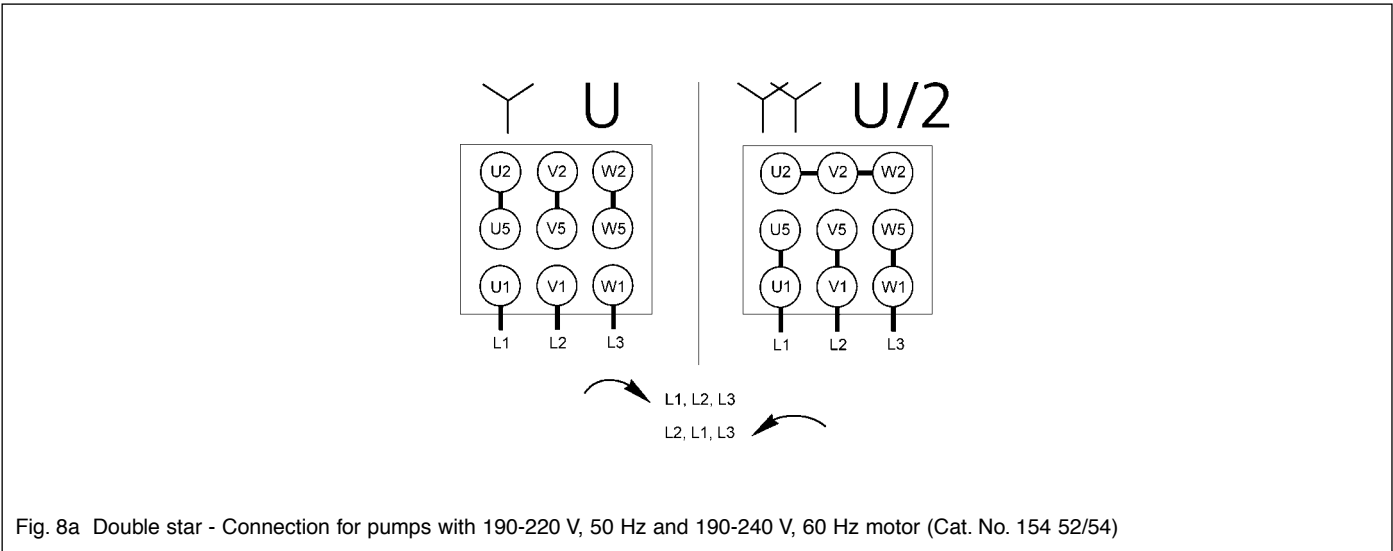 U U/2
U2 V2 W2 U2 V2 W2
U5 V5 W5 U5 V5 W5
U1 V1 W1 U1 V1 W1
L1 L2 L3 L1 L2 L3
L1, L2, L3
L2, L1, L3
Fig. 8a Double star - Connection for pumps with 190-220 V, 50 Hz and 190-240 V, 60 Hz motor (Cat. No. 154 52/54)